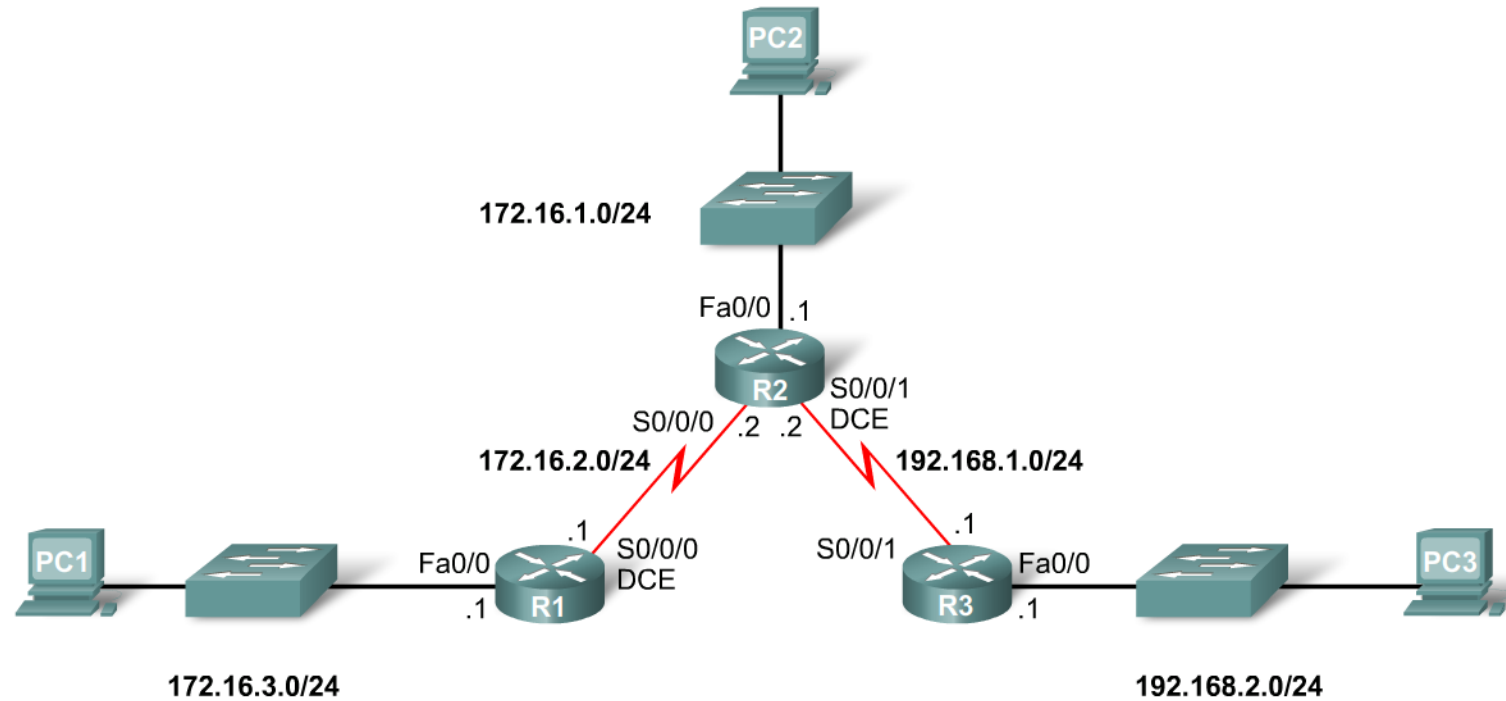 PC2
172.16.1.0/24
Fa0/0
.1
R2
S0/0/1
DCE
S0/0/0
.2
.2
172.16.2.0/24
192.168.1.0/24
.1
S0/0/0
DCE
.1
S0/0/1
PC1
Fa0/0
.1
R1
R3
Fa0/0
.1
PC3
172.16.3.0/24
192.168.2.0/24